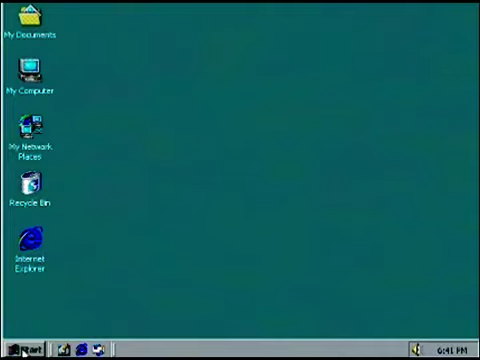 My Documents
My Computer
My Network
Places
Recycle Bin
Internet
Explorer
Start
6:41 PM